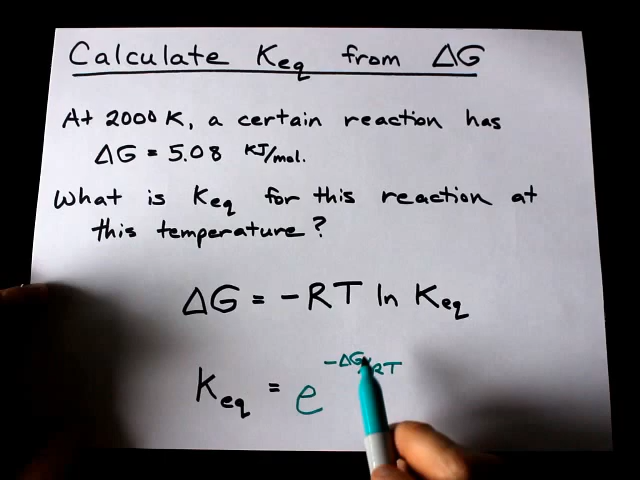 Calculate Keq from ΔG
At 2000 K, a certain reaction has
ΔG = 5.08 KJ/mol.
What is Keq for this reaction at
this temperature?
ΔG = -RT ln Keq
Keq = e^-ΔG/RT